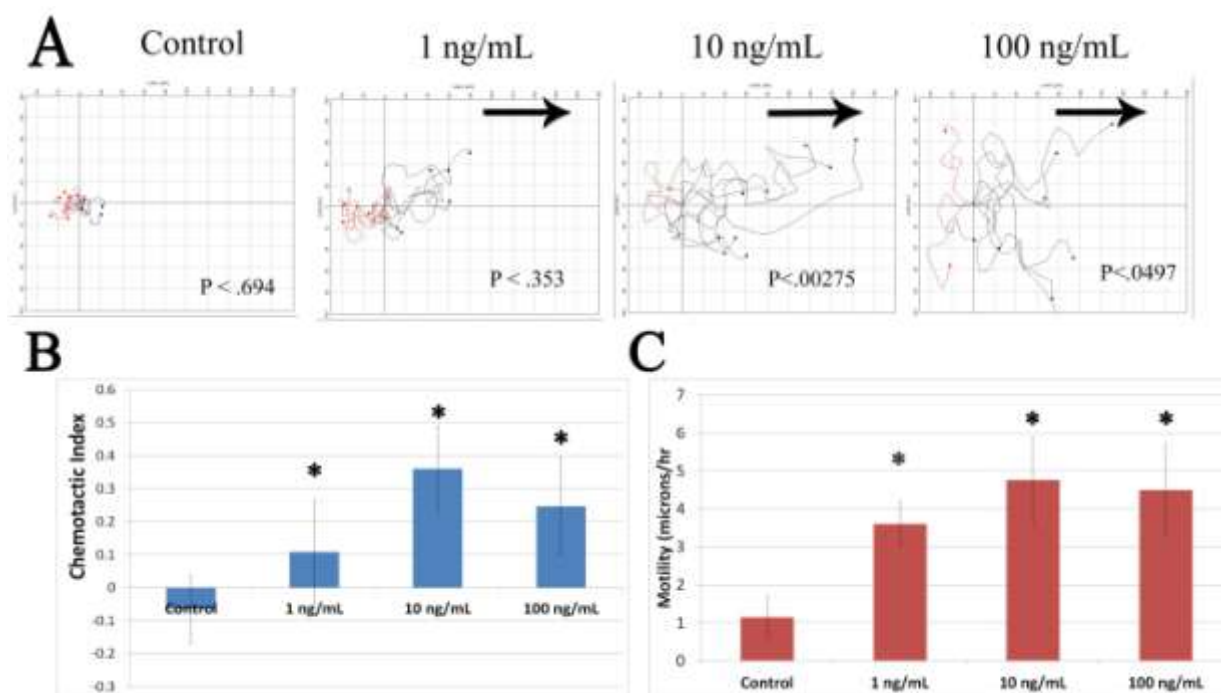 A
Control
1 ng/mL
10 ng/mL
100 ng/mL
P < .694
P < .353
P<.00275
P<.0497
B
Chemotactic Index
0.6
0.5
0.4
0.3
0.2
0.1
0
-0.1
-0.2
-0.3
*
*
*
Control
1 ng/mL
10 ng/mL
100 ng/mL
C
Motility (microns/hr
7
6
5
4
3
2
1
0
*
*
*
Control
1 ng/mL
10 ng/mL
100 ng/mL